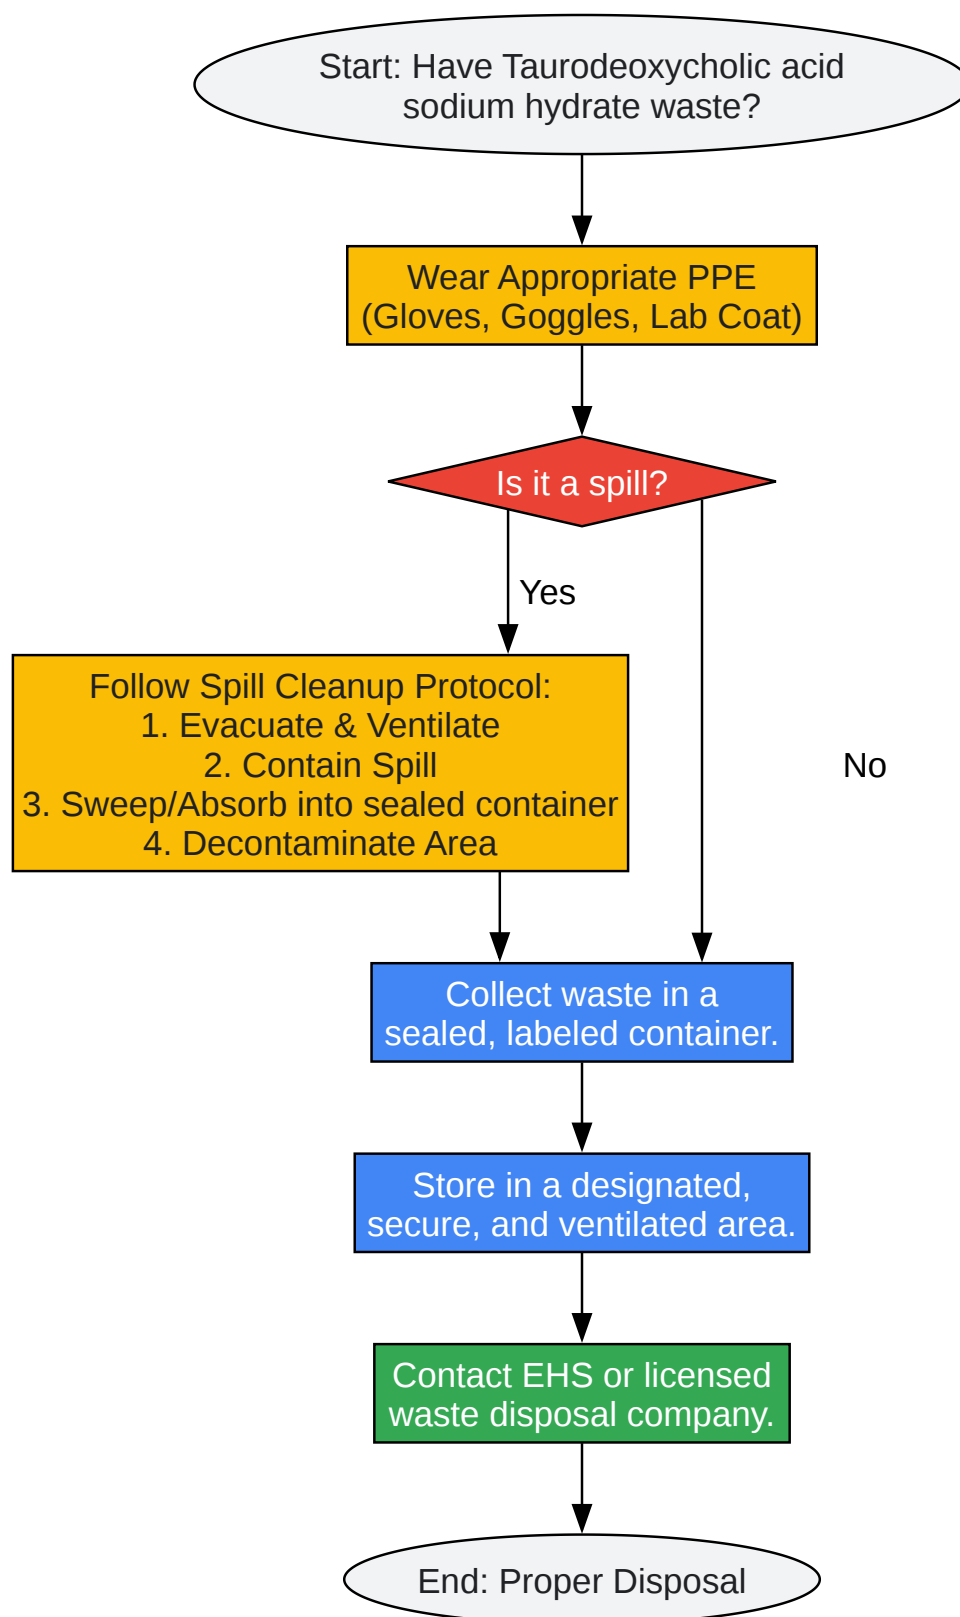 Start: Have Taurodeoxycholic acid
sodium hydrate waste?
Wear Appropriate PPE
(Gloves, Goggles, Lab Coat)
Is it a spill?
Yes
Follow Spill Cleanup Protocol:
1. Evacuate & Ventilate
2. Contain Spill
3. Sweep/Absorb into sealed container
4. Decontaminate Area
No
Collect waste in a
sealed, labeled container.
Store in a designated,
secure, and ventilated area.
Contact EHS or licensed
waste disposal company.
End: Proper Disposal